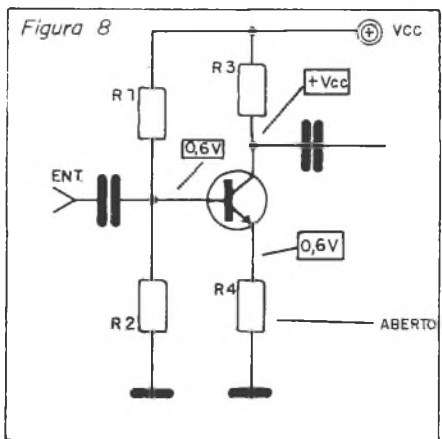 Figura 8
VCC
R3
R1
+Vcc
0,6V
ENT.
0,6V
R4
R2
ABERTO